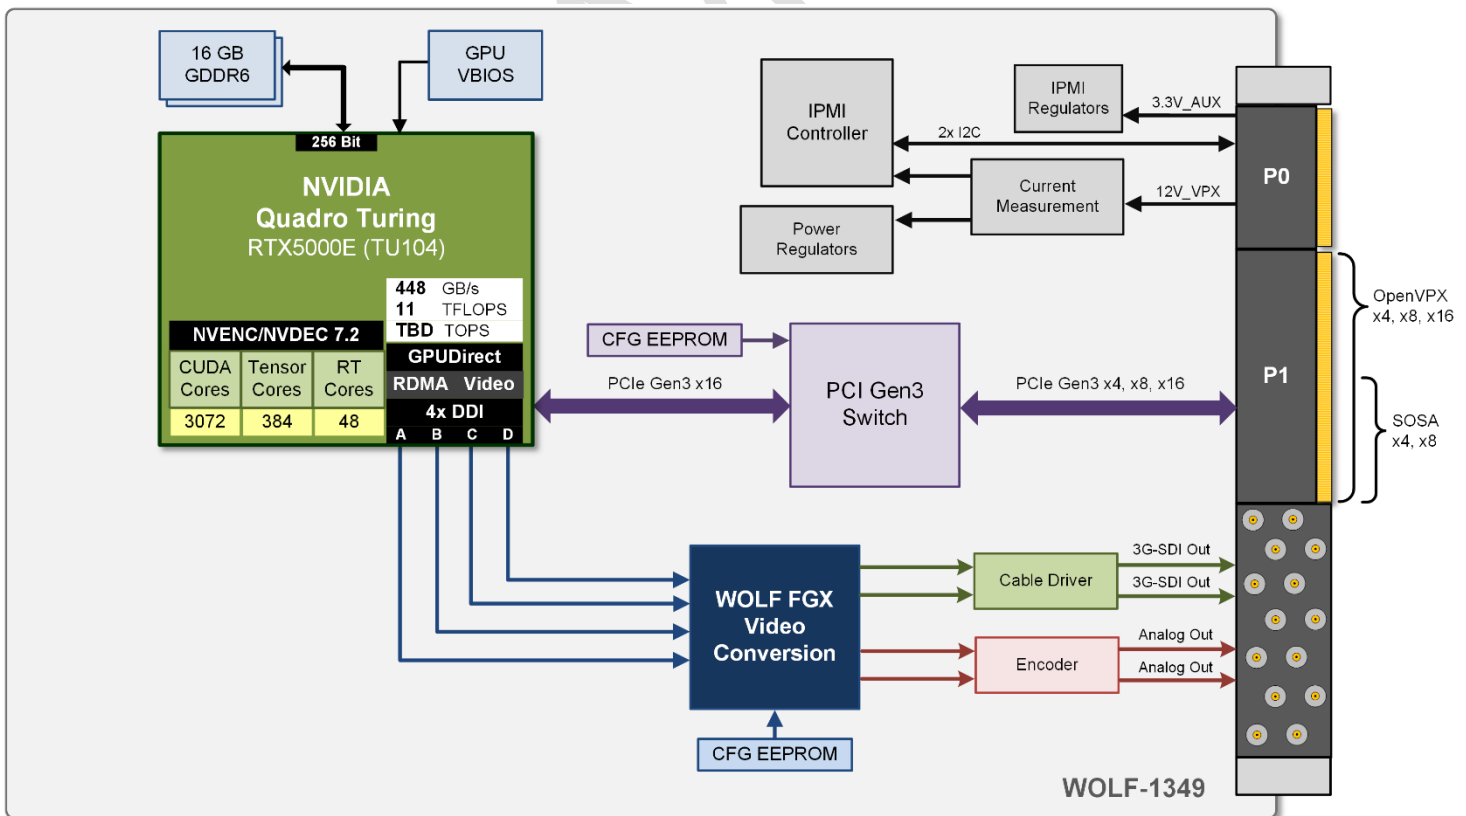 16 GB
GDDR6
GPU
VBIOS
256 Bit
NVIDIA
Quadro Turing
RTX5000E (TU104)
448 GB/s
11 TFLOPS
TBD TOPS
NVENC/NVDEC 7.2
GPUDirect
RDMA Video
4x DDI
A B C D
CUDA
Cores
Tensor
Cores
RT
Cores
3072 384 48
IPMI
Controller
IPMI
Regulators
3.3V_AUX
2x I2C
Current
Measurement
12V_VPX
Power
Regulators
P0
CFG EEPROM
PCIe Gen3 x16
PCI Gen3
Switch
PCIe Gen3 x4, x8, x16
P1
OpenVPX
x4, x8, x16
SOSA
x4, x8
WOLF FGX
Video
Conversion
CFG EEPROM
Cable Driver
3G-SDI Out
3G-SDI Out
Encoder
Analog Out
Analog Out
WOLF-1349